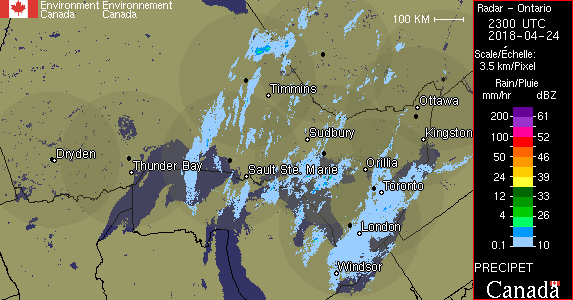 Environment Environnement
Canada Canada
100 KM
Timmins
Ottawa
Sudbury
Kingston
Dryden
Thunder Bay
Sault Ste. Marie
Orillia
Toronto
London
Windsor
Radar - Ontario
2300 UTC
2018-04-24
Scale/Échelle:
3.5 km/Pixel
Rain/Pluie
mm/hr dBZ
200 61
100 52
50 46
24 39
12 33
4 26
0.1 10
PRECIPET
Canada